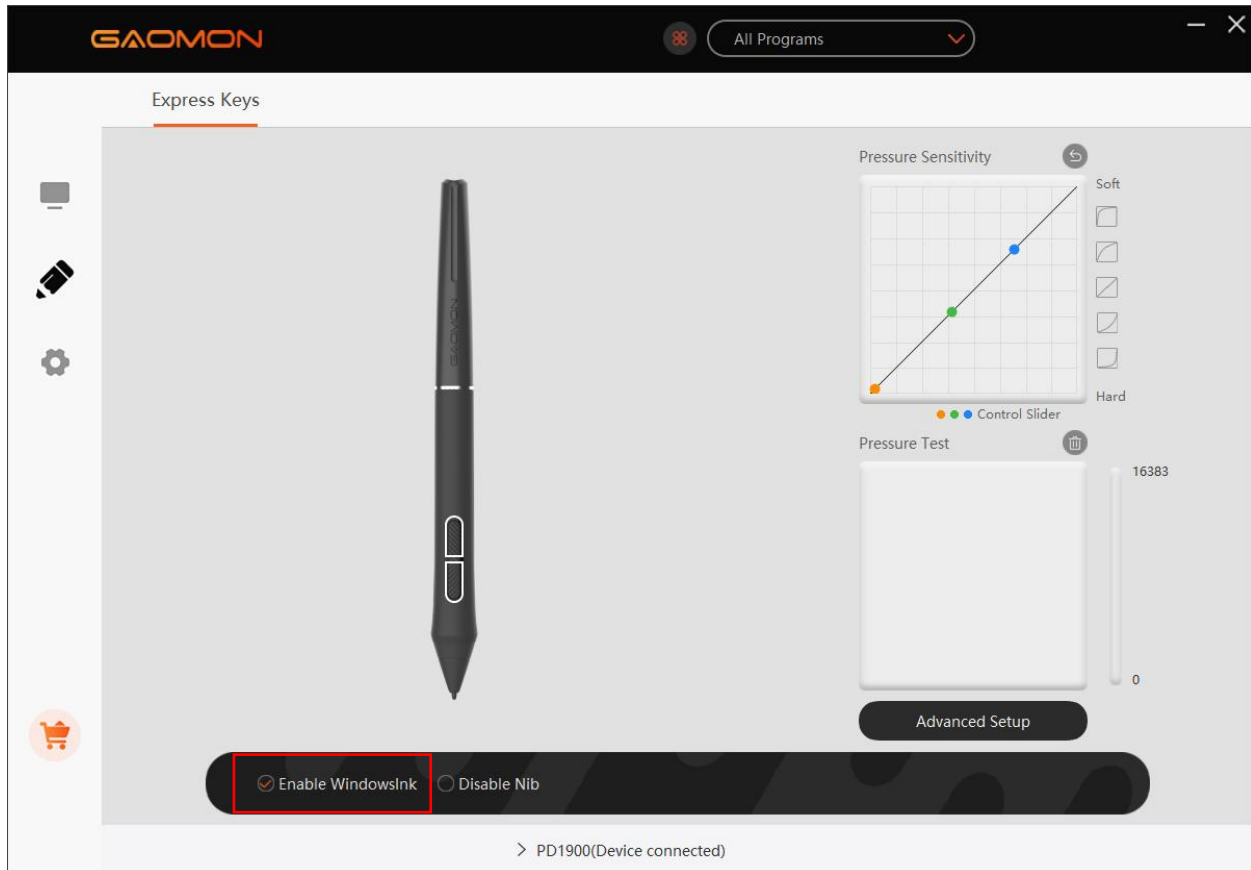 GAOMON
All Programs
Express Keys
Pressure Sensitivity
Soft
GAOMON
Hard
Control Slider
Pressure Test
16383
0
Advanced Setup
Enable WindowsInk
Disable Nib
> PD1900(Device connected)